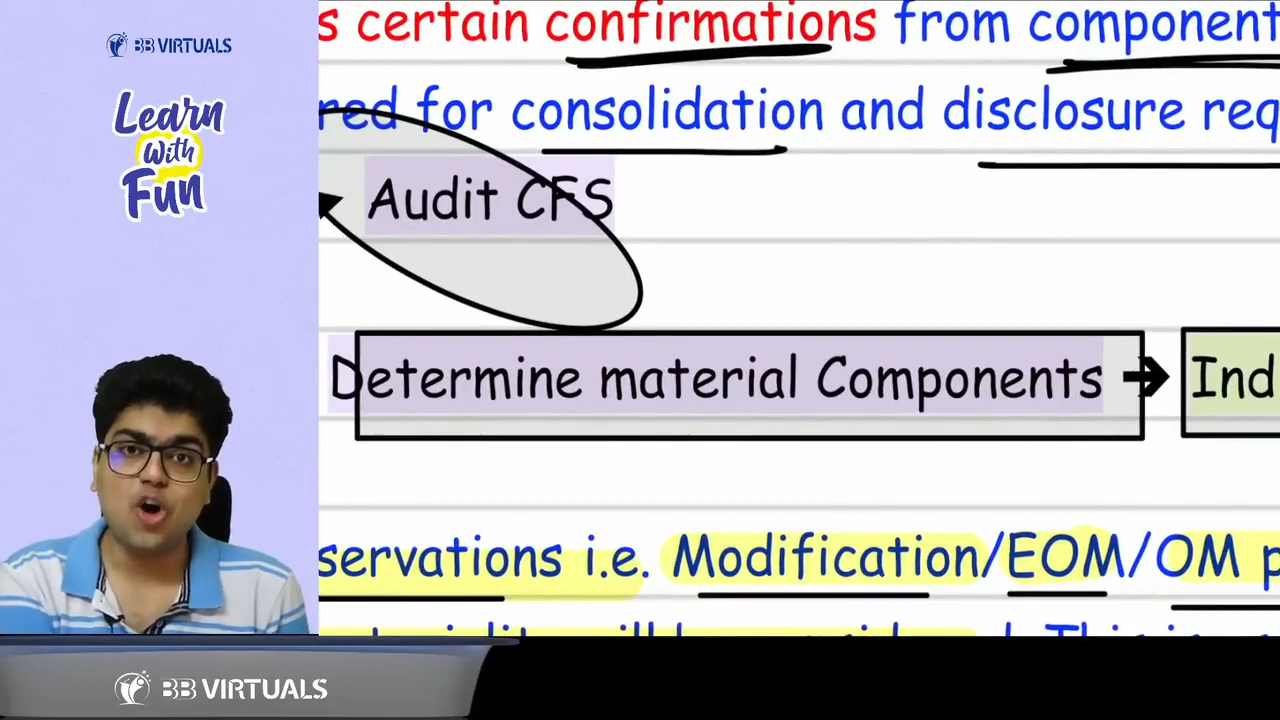 BB VIRTUALS
Learn
With
Fun
s certain confirmations from component
red for consolidation and disclosure req
Audit CFS
Determine material Components
Ind
servations i.e. Modification/EOM/OM p
BB VIRTUALS